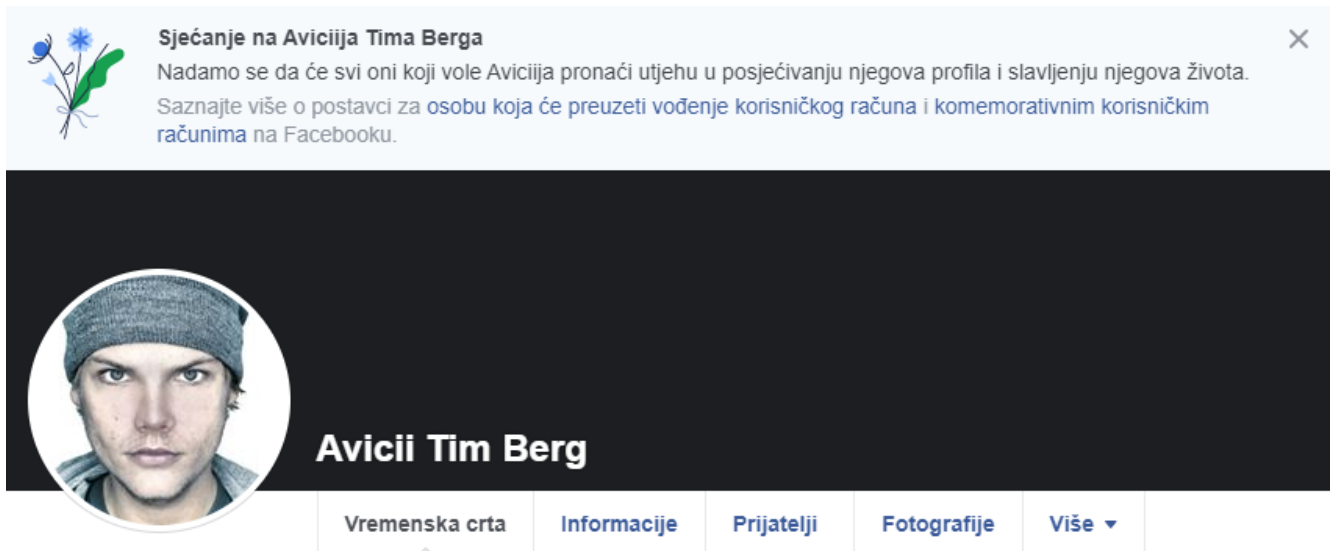 Sjećanje na Aviciija Tima Berga
Nadamo se da će svi oni koji vole Aviciija pronaći utjehu u posjećivanju njegova profila i slavljenju njegova života.
Saznajte više o postavci za osobu koja će preuzeti vođenje korisničkog računa i komemorativnim korisničkim
računima na Facebooku.
Avicii Tim Berg
Vremenska crta Informacije Prijatelji Fotografije Više